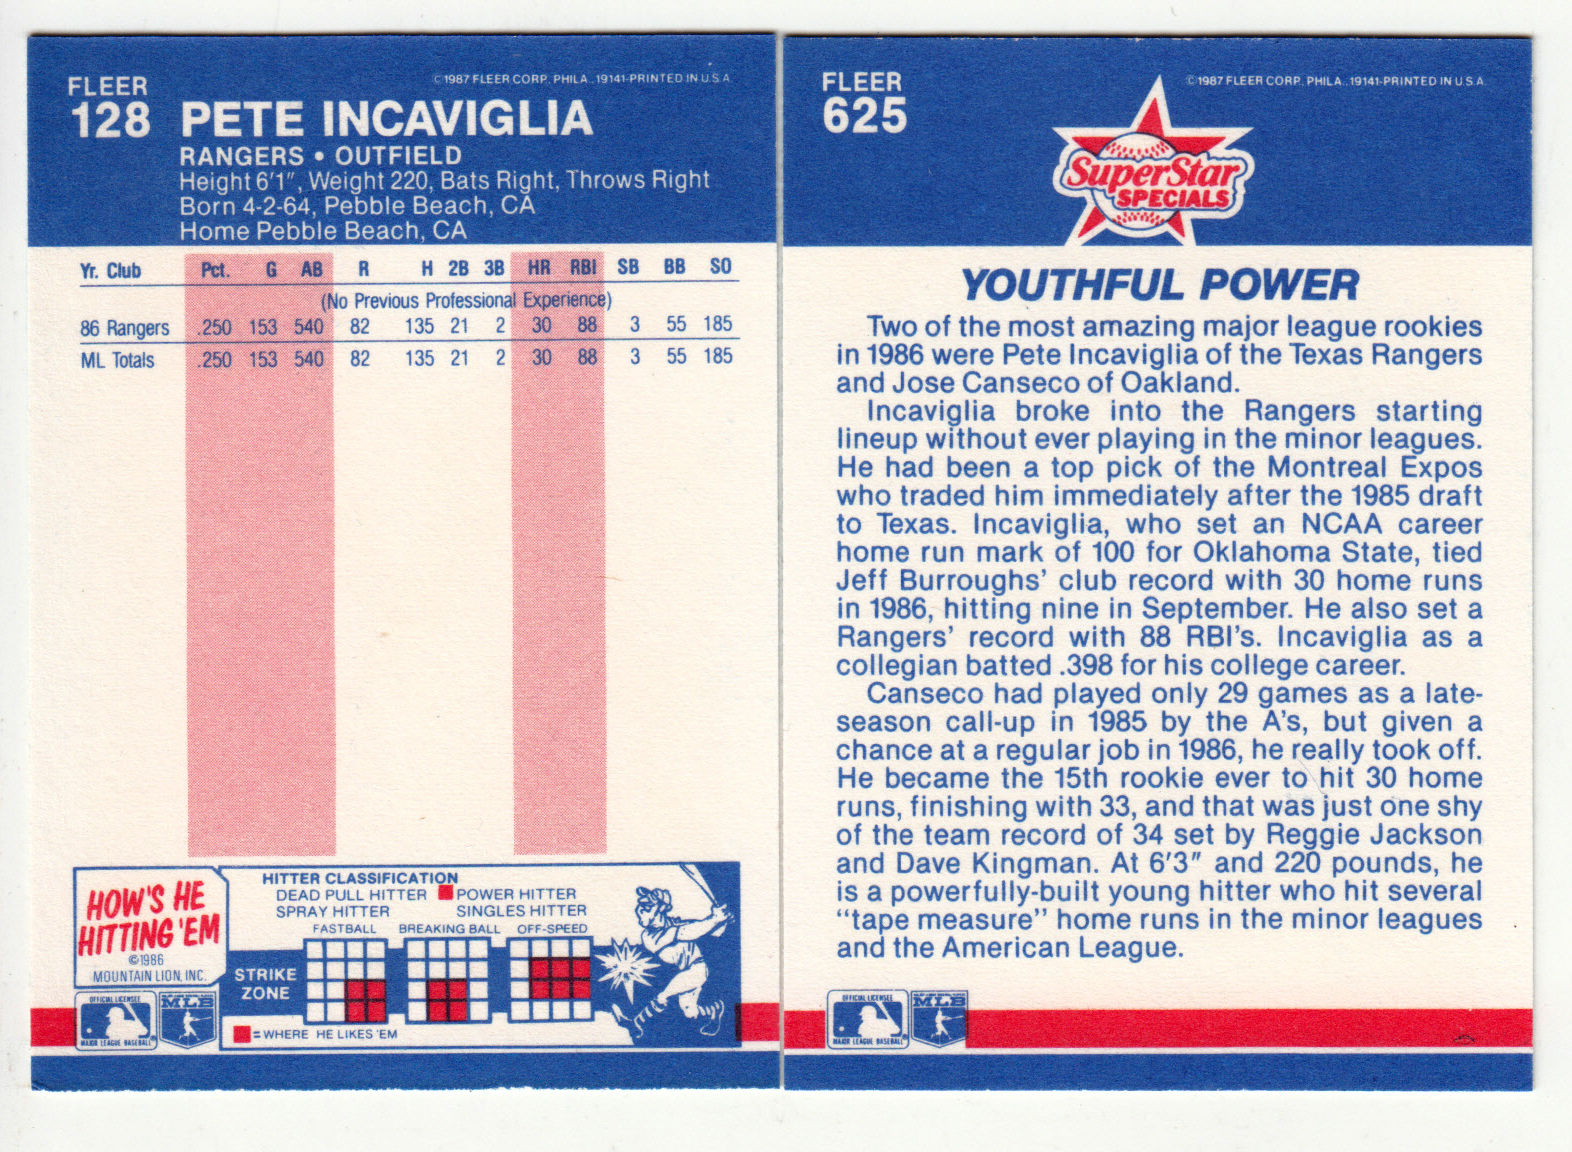 FLEER
128
©1987 FLEER CORP. PHILA., 19141-PRINTED IN U.S.A.
PETE INCAVIGLIA
RANGERS • OUTFIELD
Height 6'1", Weight 220, Bats Right, Throws Right
Born 4-2-64, Pebble Beach, CA
Home Pebble Beach, CA
Yr. Club Pct. G AB R H 2B 3B HR RBI SB BB SO
(No Previous Professional Experience)
86 Rangers .250 153 540 82 135 21 2 30 88 3 55 185
ML Totals .250 153 540 82 135 21 2 30 88 3 55 185
HOW'S HE
HITTING 'EM
©1986
MOUNTAIN LION, INC.
HITTER CLASSIFICATION
DEAD PULL HITTER POWER HITTER
SPRAY HITTER SINGLES HITTER
FASTBALL BREAKING BALL OFF-SPEED
STRIKE
ZONE
=WHERE HE LIKES 'EM
OFFICIAL LICENSEE
MAJOR LEAGUE BASEBALL
MLB
FLEER
625
©1987 FLEER CORP. PHILA., 19141-PRINTED IN U.S.A.
SuperStar
SPECIALS
YOUTHFUL POWER
Two of the most amazing major league rookies
in 1986 were Pete Incaviglia of the Texas Rangers
and Jose Canseco of Oakland.
Incaviglia broke into the Rangers starting
lineup without ever playing in the minor leagues.
He had been a top pick of the Montreal Expos
who traded him immediately after the 1985 draft
to Texas. Incaviglia, who set an NCAA career
home run mark of 100 for Oklahoma State, tied
Jeff Burroughs' club record with 30 home runs
in 1986, hitting nine in September. He also set a
Rangers' record with 88 RBI's. Incaviglia as a
collegian batted .398 for his college career.
Canseco had played only 29 games as a late-
season call-up in 1985 by the A's, but given a
chance at a regular job in 1986, he really took off.
He became the 15th rookie ever to hit 30 home
runs, finishing with 33, and that was just one shy
of the team record of 34 set by Reggie Jackson
and Dave Kingman. At 6'3" and 220 pounds, he
is a powerfully-built young hitter who hit several
"tape measure" home runs in the minor leagues
and the American League.
OFFICIAL LICENSEE
MAJOR LEAGUE BASEBALL
MLB